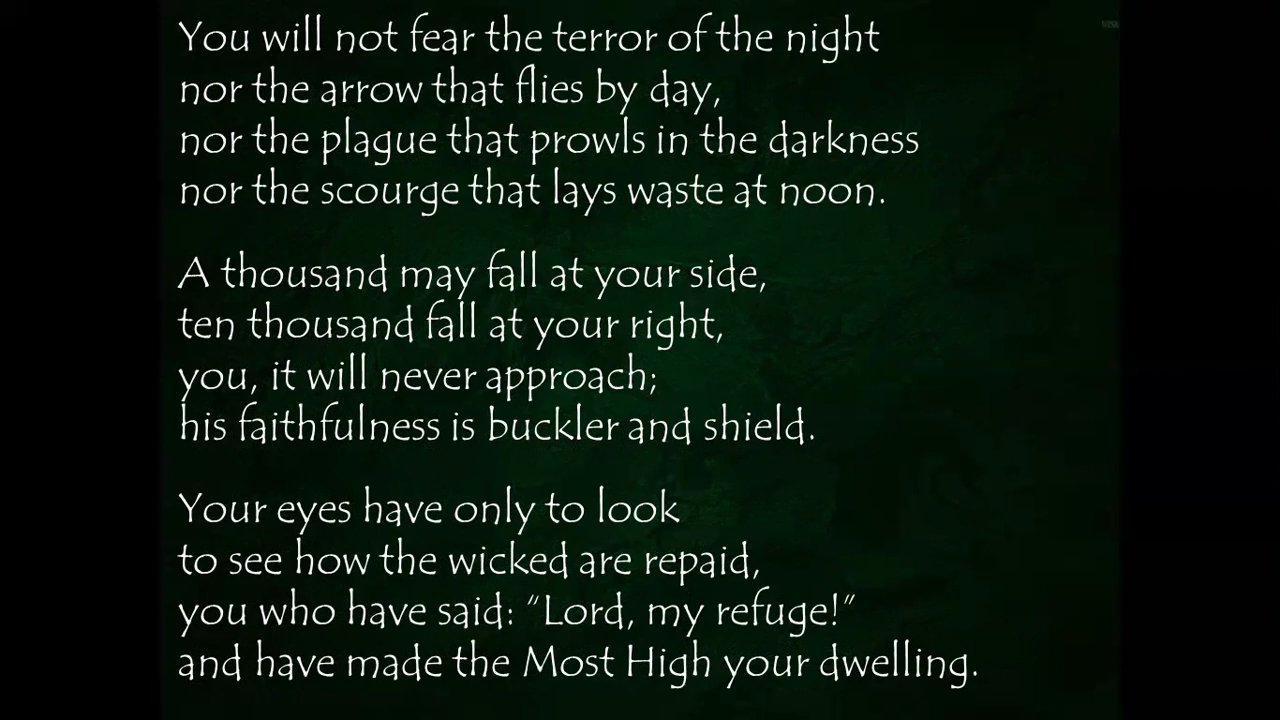 You will not fear the terror of the night
nor the arrow that flies by day,
nor the plague that prowls in the darkness
nor the scourge that lays waste at noon.
A thousand may fall at your side,
ten thousand fall at your right,
you, it will never approach;
his faithfulness is buckler and shield.
Your eyes have only to look
to see how the wicked are repaid,
you who have said: “Lord, my refuge!”
and have made the Most High your dwelling.